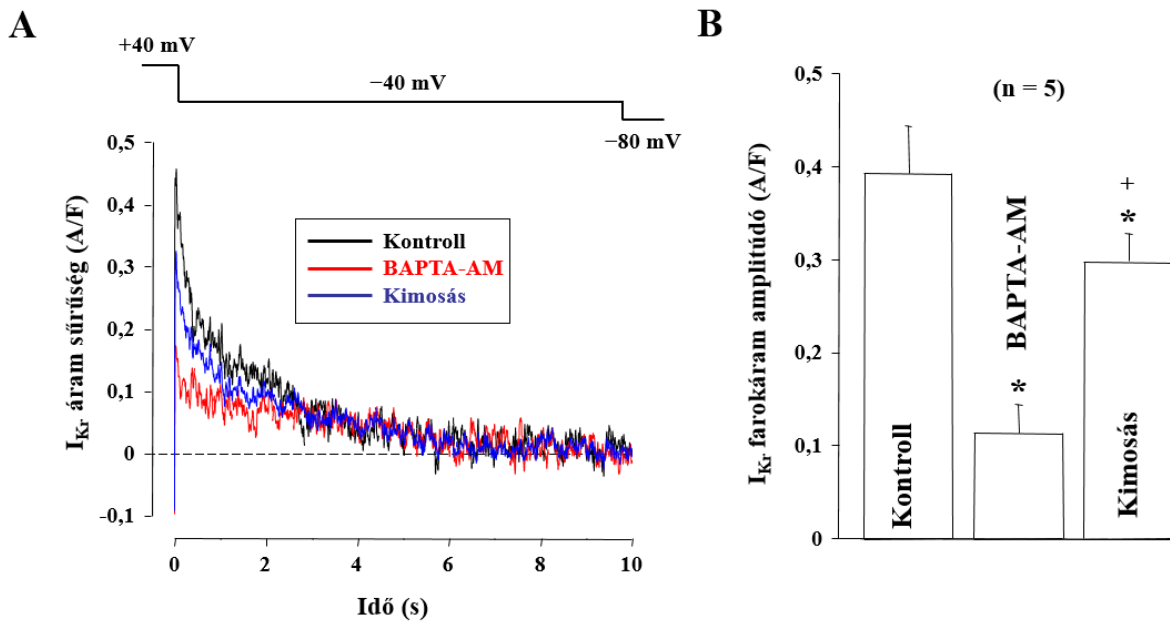 A
+40 mV
−40 mV
−80 mV
I_Kr áram sűrűség (A/F)
0,5
0,4
0,3
0,2
0,1
0
-0,1
Kontroll
BAPTA-AM
Kimosás
0 2 4 6 8 10
Idő (s)
B
(n = 5)
I_Kr farokáram amplitúdó (A/F)
0,5
0,4
0,3
0,2
0,1
0
Kontroll
*
BAPTA-AM
+
*
Kimosás